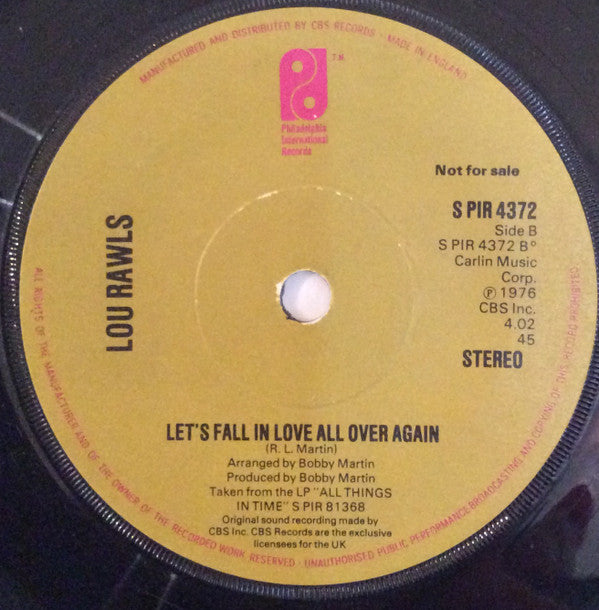 MANUFACTURED AND DISTRIBUTED BY CBS RECORDS · MADE IN ENGLAND
T.M.
Philadelphia
International
Records
Not for sale
LOU RAWLS
S PIR 4372
Side B
S PIR 4372 B°
Carlin Music
Corp.
℗ 1976
CBS Inc.
4.02
45
STEREO
LET'S FALL IN LOVE ALL OVER AGAIN
(R. L. Martin)
Arranged by Bobby Martin
Produced by Bobby Martin
Taken from the LP "ALL THINGS
IN TIME" S PIR 81368
Original sound recording made by
CBS Inc. CBS Records are the exclusive
licensees for the UK
ALL RIGHTS OF THE MANUFACTURER AND OF THE OWNER OF THE RECORDED WORK RESERVED · UNAUTHORISED PUBLIC PERFORMANCE BROADCASTING AND COPYING OF THIS RECORD PROHIBITED